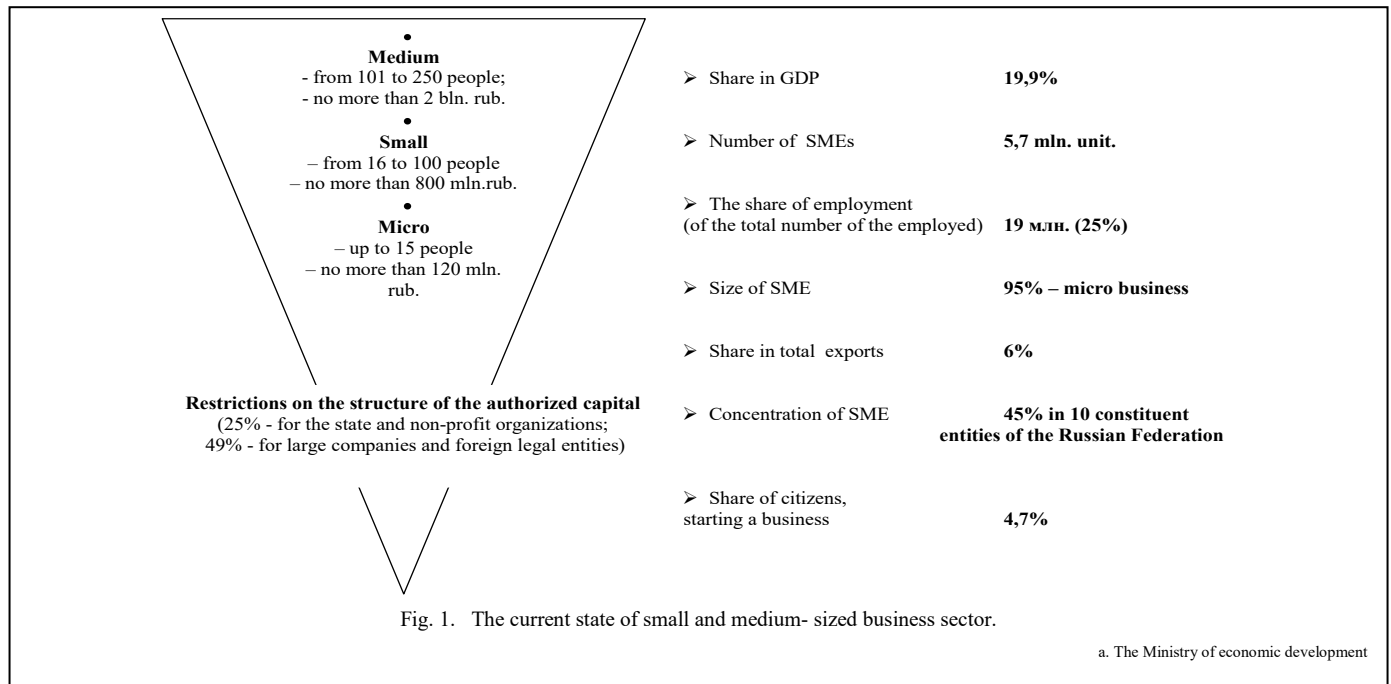 •
Medium
- from 101 to 250 people;
- no more than 2 bln. rub.
•
Small
– from 16 to 100 people
– no more than 800 mln.rub.
•
Micro
– up to 15 people
– no more than 120 mln.
rub.
Restrictions on the structure of the authorized capital
(25% - for the state and non-profit organizations;
49% - for large companies and foreign legal entities)
➢ Share in GDP 19,9%
➢ Number of SMEs 5,7 mln. unit.
➢ The share of employment
(of the total number of the employed) 19 млн. (25%)
➢ Size of SME 95% – micro business
➢ Share in total exports 6%
➢ Concentration of SME 45% in 10 constituent
entities of the Russian Federation
➢ Share of citizens,
starting a business 4,7%
Fig. 1. The current state of small and medium- sized business sector.
a. The Ministry of economic development